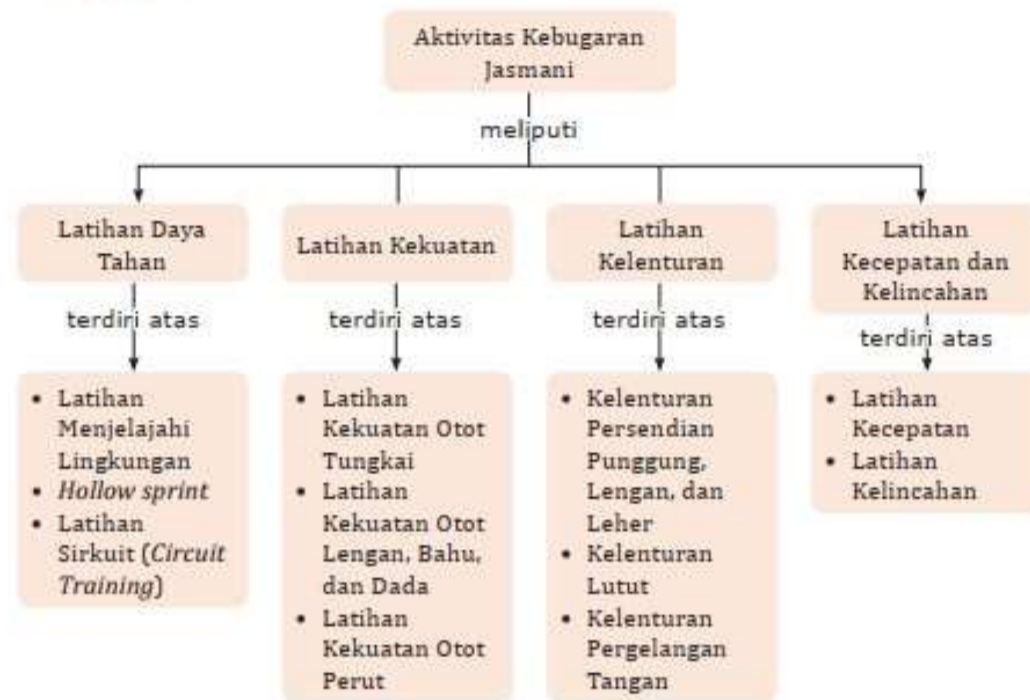 Aktivitas Kebugaran
Jasmani
meliputi
Latihan Daya
Tahan
Latihan Kekuatan
Latihan
Kelenturan
Latihan
Kecepatan dan
Kelincahan
terdiri atas
terdiri atas
terdiri atas
terdiri atas
• Latihan
Menjelajahi
Lingkungan
• Hollow sprint
• Latihan
Sirkuit (Circuit
Training)
• Latihan
Kekuatan Otot
Tungkai
• Latihan
Kekuatan Otot
Lengan, Bahu,
dan Dada
• Latihan
Kekuatan Otot
Perut
• Kelenturan
Persendian
Punggung,
Lengan, dan
Leher
• Kelenturan
Lutut
• Kelenturan
Pergelangan
Tangan
• Latihan
Kecepatan
• Latihan
Kelincahan